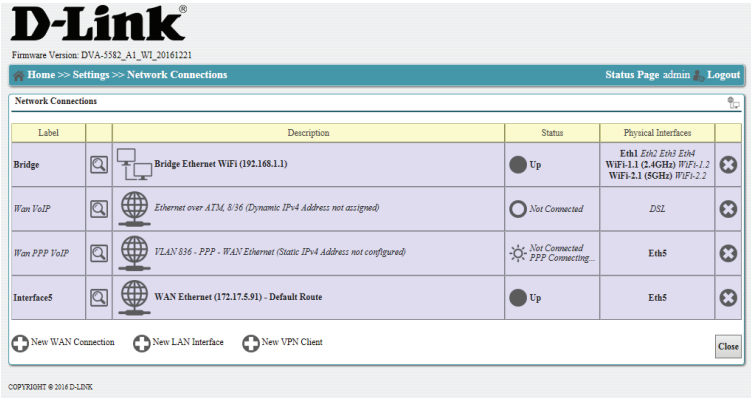 D-Link®
Firmware Version: DVA-5582_A1_WI_20161221
Home >> Settings >> Network Connections Status Page admin Logout
Network Connections
Label Description Status Physical Interfaces
Bridge Bridge Ethernet WiFi (192.168.1.1) Up Eth1 Eth2 Eth3 Eth4
WiFi-1.1 (2.4GHz) WiFi-1.2
WiFi-2.1 (5GHz) WiFi-2.2
Wan VoIP Ethernet over ATM, 8/36 (Dynamic IPv4 Address not assigned) Not Connected DSL
Wan PPP VoIP VLAN 836 - PPP - WAN Ethernet (Static IPv4 Address not configured) Not Connected Eth5
PPP Connecting...
Interface5 WAN Ethernet (172.17.5.91) - Default Route Up Eth5
New WAN Connection New LAN Interface New VPN Client
Close
COPYRIGHT © 2016 D-LINK